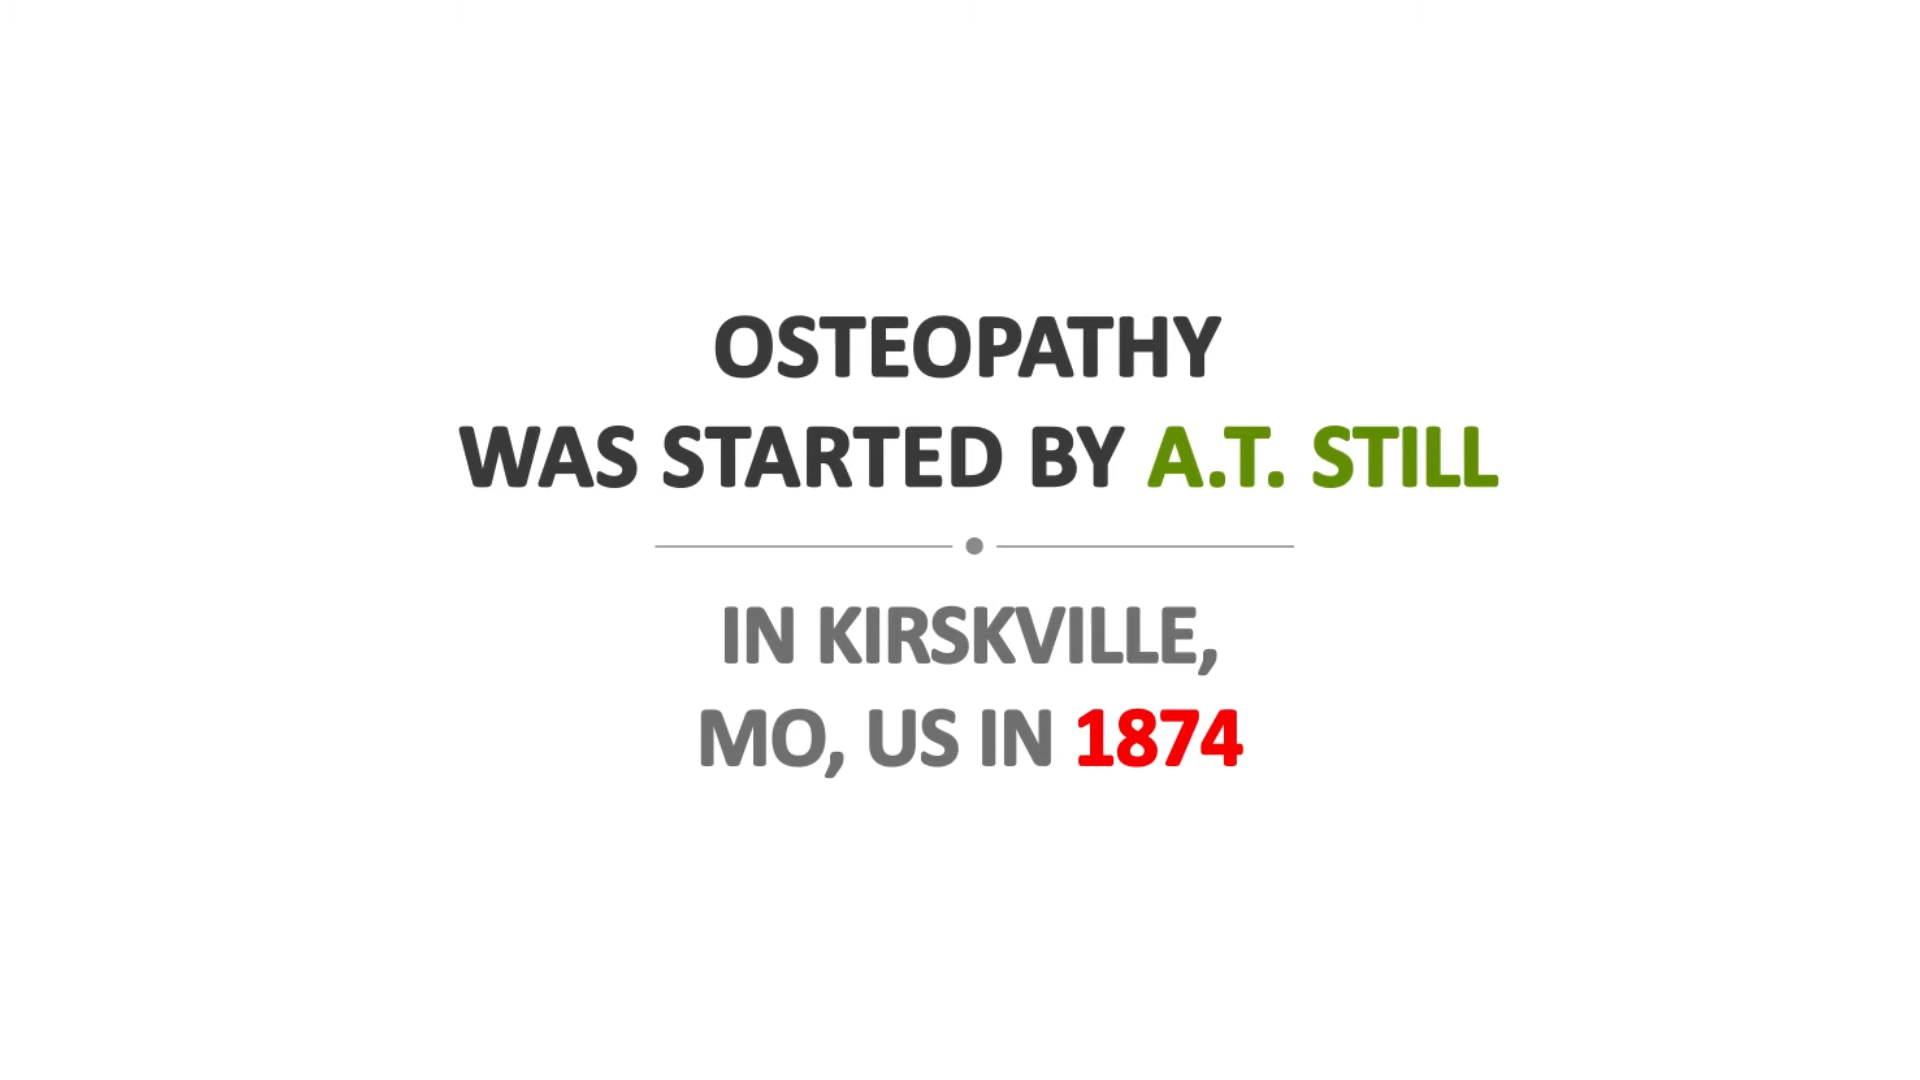 OSTEOPATHY
WAS STARTED BY A.T. STILL
IN KIRSKVILLE,
MO, US IN 1874